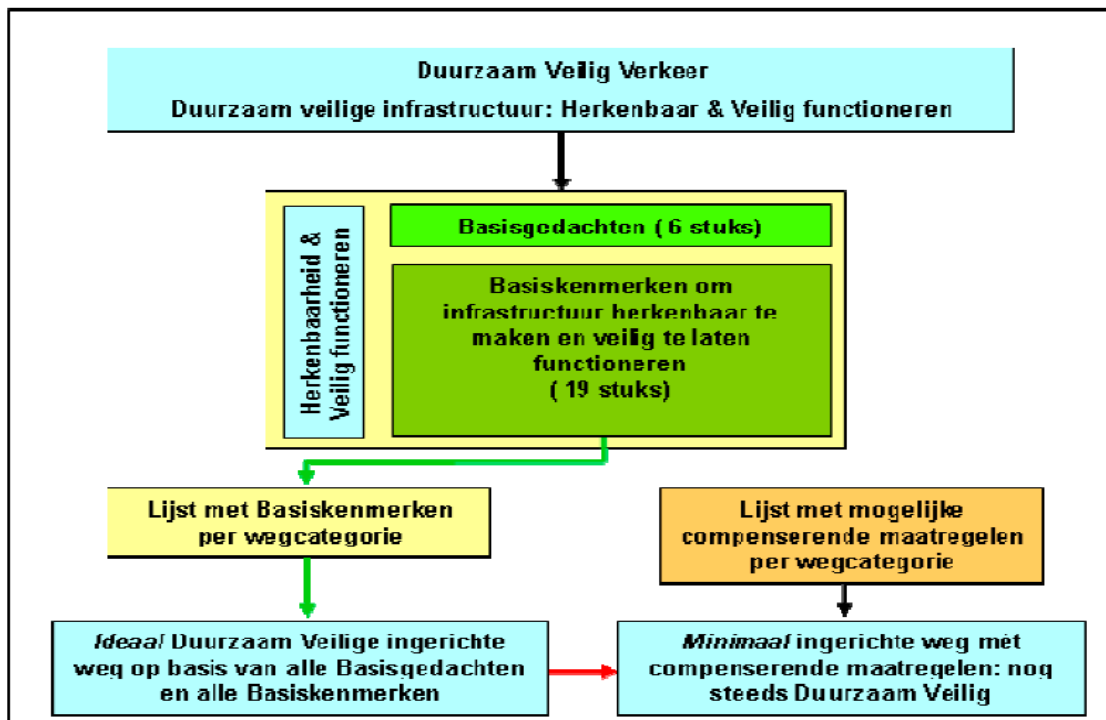 Duurzaam Veilig Verkeer
Duurzaam veilige infrastructuur: Herkenbaar & Veilig functioneren
Herkenbaarheid &
Veilig functioneren
Basisgedachten ( 6 stuks)
Basiskenmerken om
infrastructuur herkenbaar te
maken en veilig te laten
functioneren
( 19 stuks)
Lijst met Basiskenmerken
per wegcategorie
Lijst met mogelijke
compenserende maatregelen
per wegcategorie
Ideaal Duurzaam Veilige ingerichte
weg op basis van alle Basisgedachten
en alle Basiskenmerken
Minimaal ingerichte weg mét
compenserende maatregelen: nog
steeds Duurzaam Veilig